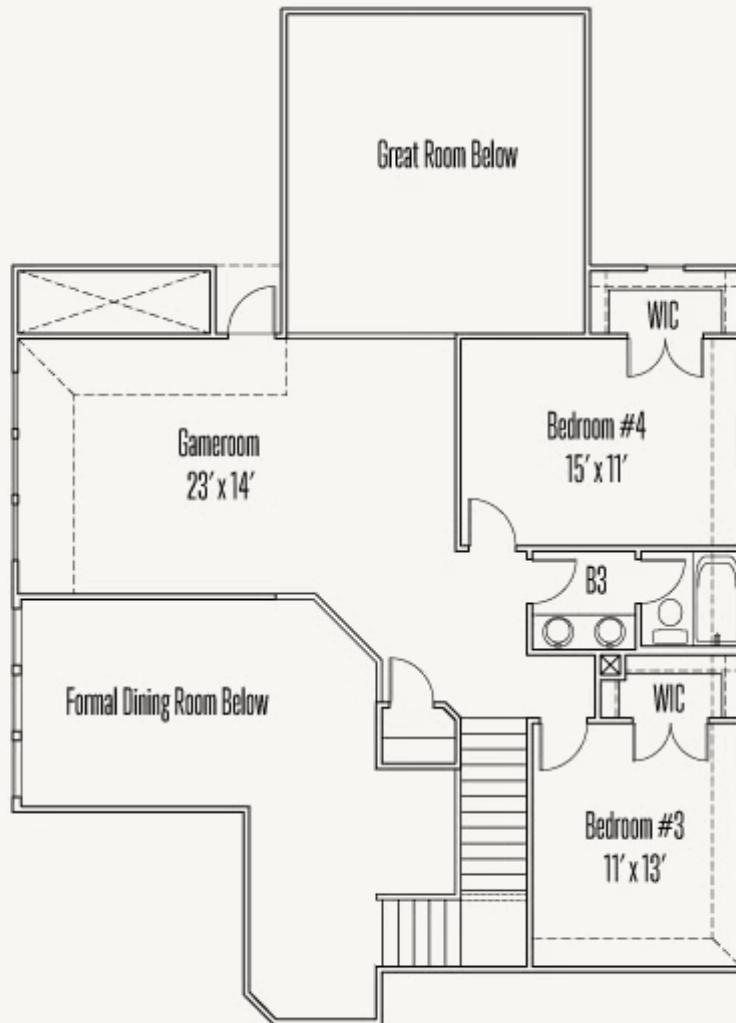 Great Room Below
WIC
Gameroom
23′ x 14′
Bedroom #4
15′ x 11′
B3
Formal Dining Room Below
WIC
Bedroom #3
11′ x 13′